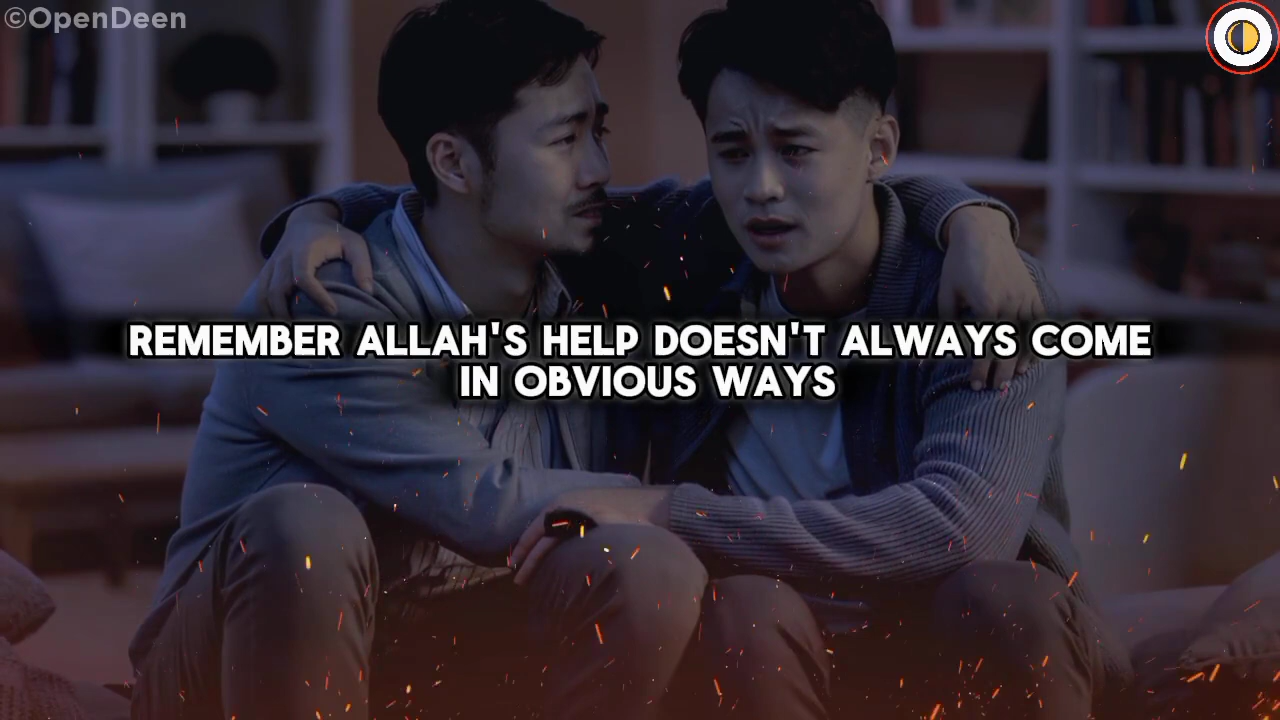 ©OpenDeen
REMEMBER ALLAH'S HELP DOESN'T ALWAYS COME
IN OBVIOUS WAYS